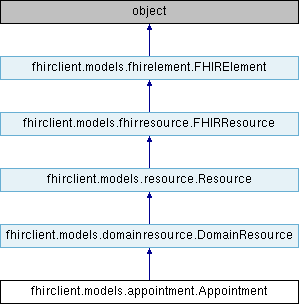 object
fhirclient.models.fhirelement.FHIRElement
fhirclient.models.fhirresource.FHIRResource
fhirclient.models.resource.Resource
fhirclient.models.domainresource.DomainResource
fhirclient.models.appointment.Appointment